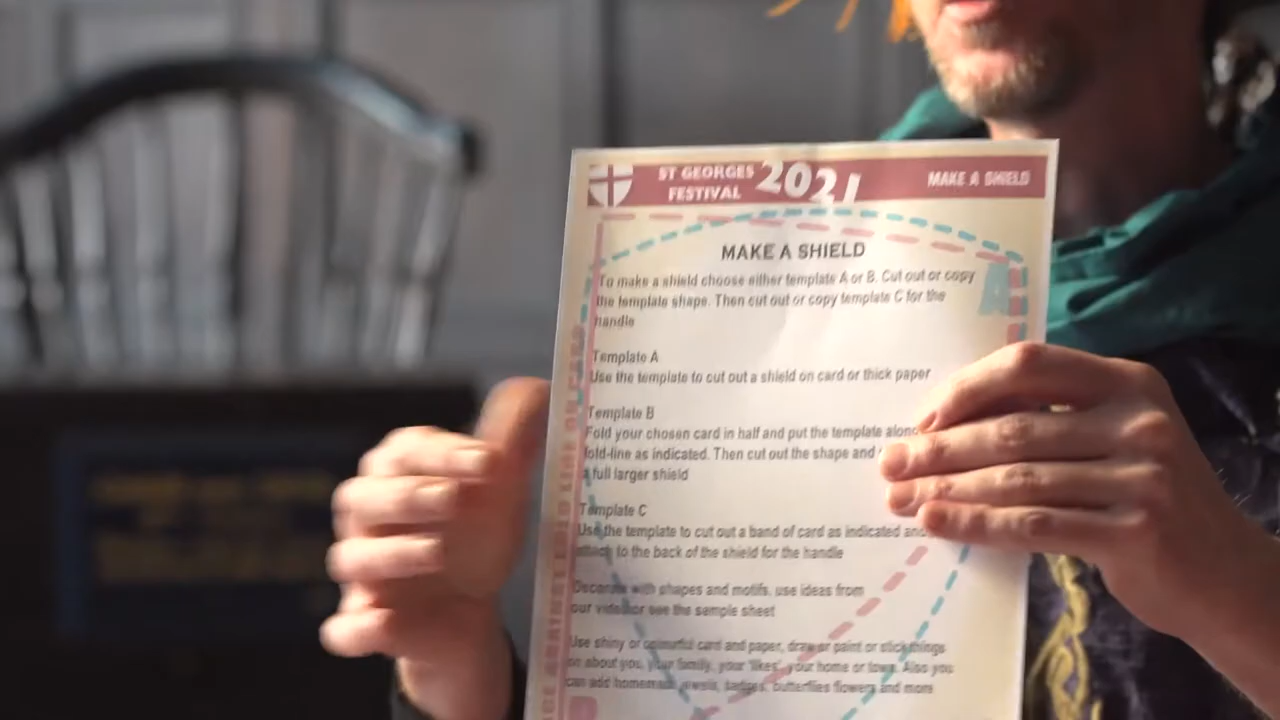 ST GEORGES
FESTIVAL
2021
MAKE A SHIELD
MAKE A SHIELD
To make a shield choose either template A or B. Cut out or copy
the template shape. Then cut out or copy template C for the
handle
Template A
Use the template to cut out a shield on card or thick paper
Template B
Fold your chosen card in half and put the template along
fold-line as indicated. Then cut out the shape and
a full larger shield
Template C
Use the template to cut out a band of card as indicated and
attach to the back of the shield for the handle
Decorate with shapes and motifs, use ideas from
our video or see the sample sheet
Use shiny or colourful card and paper, draw or paint or stick things
on about you, your family, your 'likes', your home or town. Also you
can add homemade jewels, badges, butterflies flowers and more
A